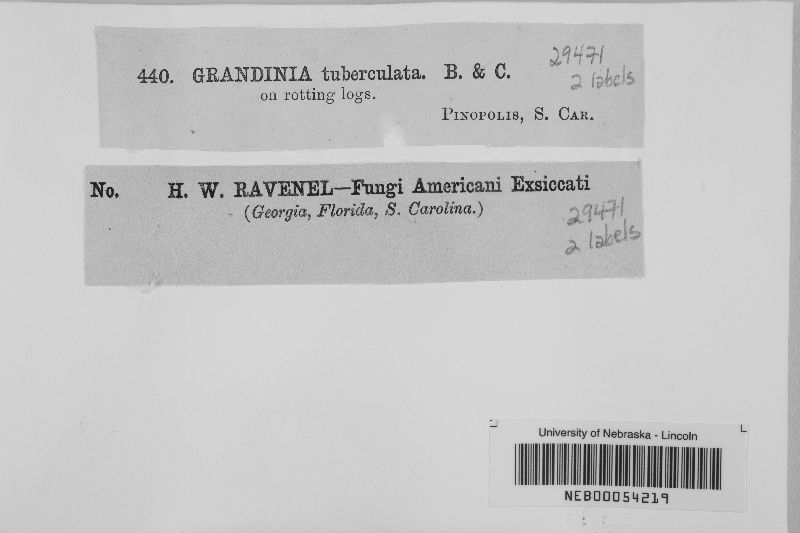 440. GRANDINIA tuberculata. B. & C.
on rotting logs.
PINOPOLIS, S. CAR.
29471
2 labels
No. H. W. RAVENEL—Fungi Americani Exsiccati
(Georgia, Florida, S. Carolina.)
29471
2 labels
University of Nebraska - Lincoln
NEB00054219